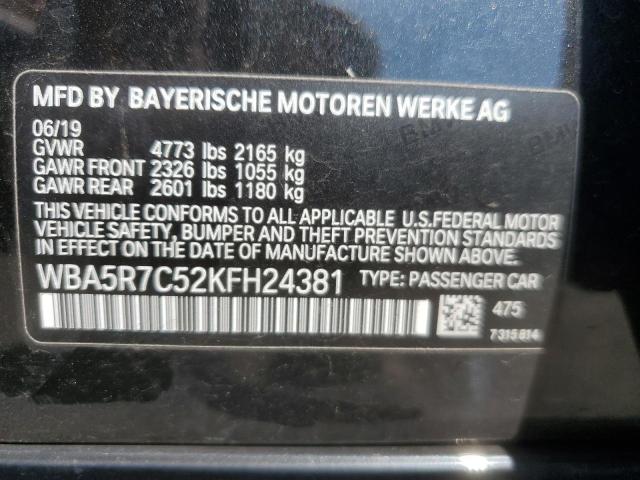 MFD BY BAYERISCHE MOTOREN WERKE AG
06/19
GVWR 4773 lbs 2165 kg
GAWR FRONT 2326 lbs 1055 kg
GAWR REAR 2601 lbs 1180 kg
THIS VEHICLE CONFORMS TO ALL APPLICABLE U.S.FEDERAL MOTOR
VEHICLE SAFETY, BUMPER AND THEFT PREVENTION STANDARDS
IN EFFECT ON THE DATE OF MANUFACTURE SHOWN ABOVE.
WBA5R7C52KFH24381 TYPE: PASSENGER CAR
475
7315614